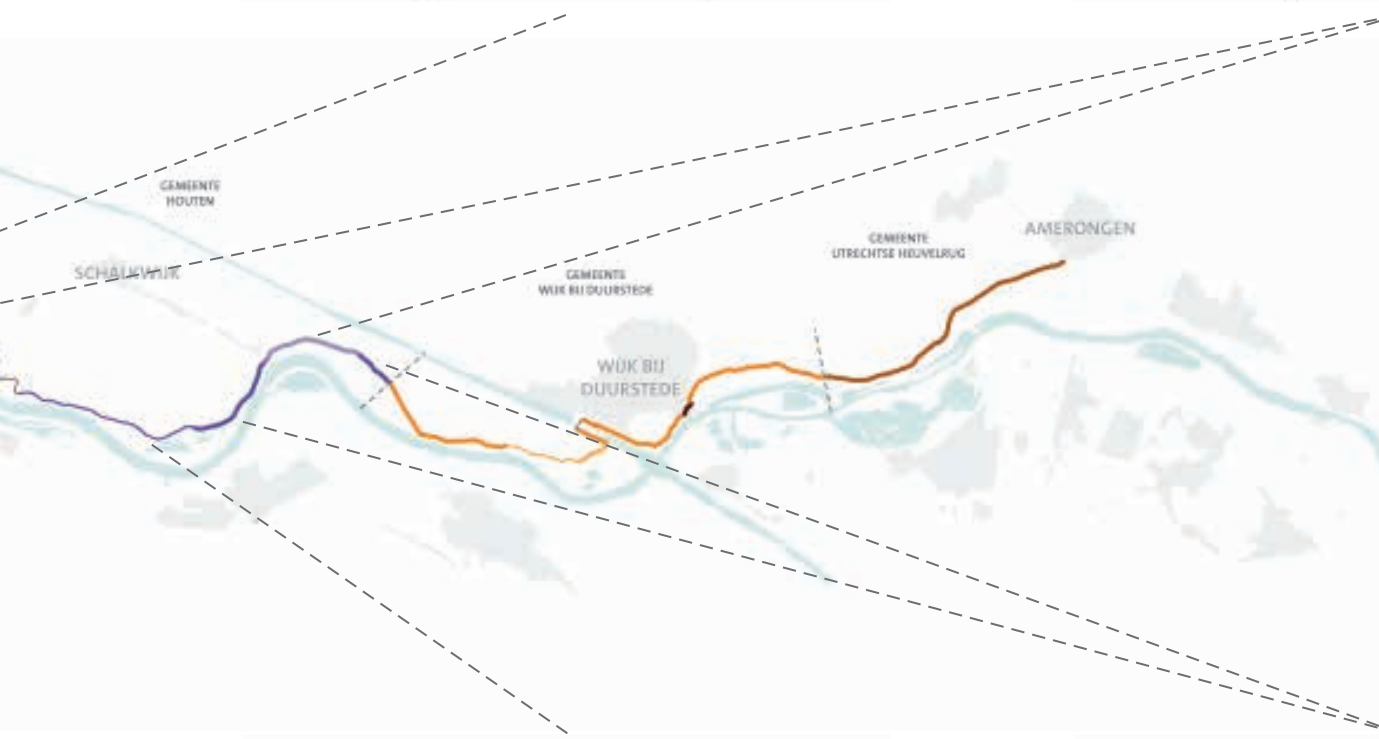 GEMEENTE
HOUTEN
SCHALKWIJK
GEMEENTE
WIJK BIJ DUURSTEDE
WIJK BIJ
DUURSTEDE
GEMEENTE
UTRECHTSE HEUVELRUG
AMERONGEN